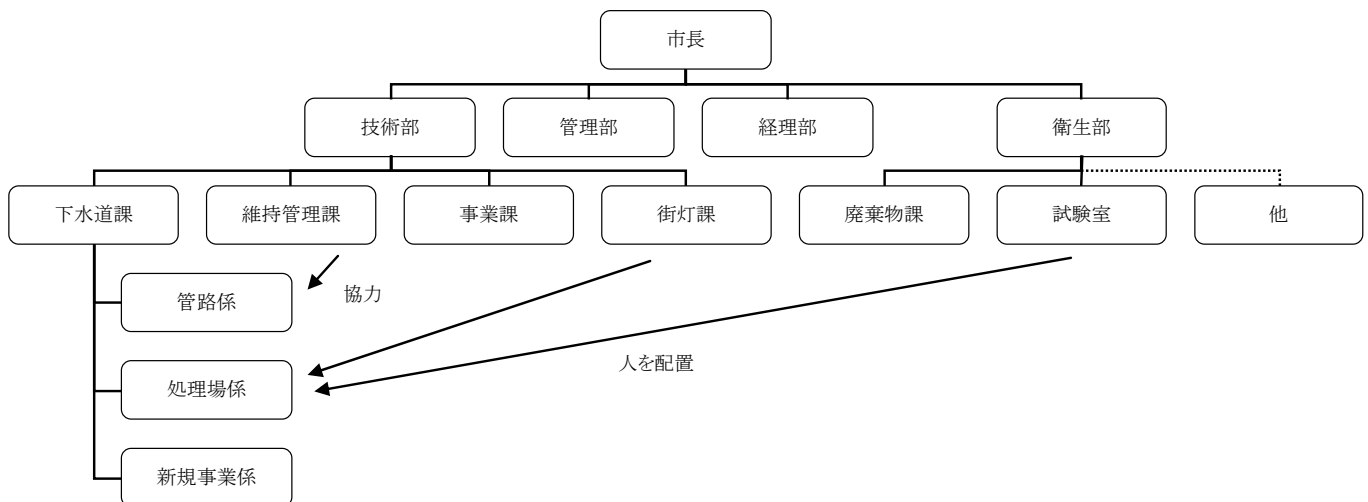 市長
技術部
管理部
経理部
衛生部
下水道課
維持管理課
事業課
街灯課
廃棄物課
試験室
他
管路係
協力
人を配置
処理場係
新規事業係